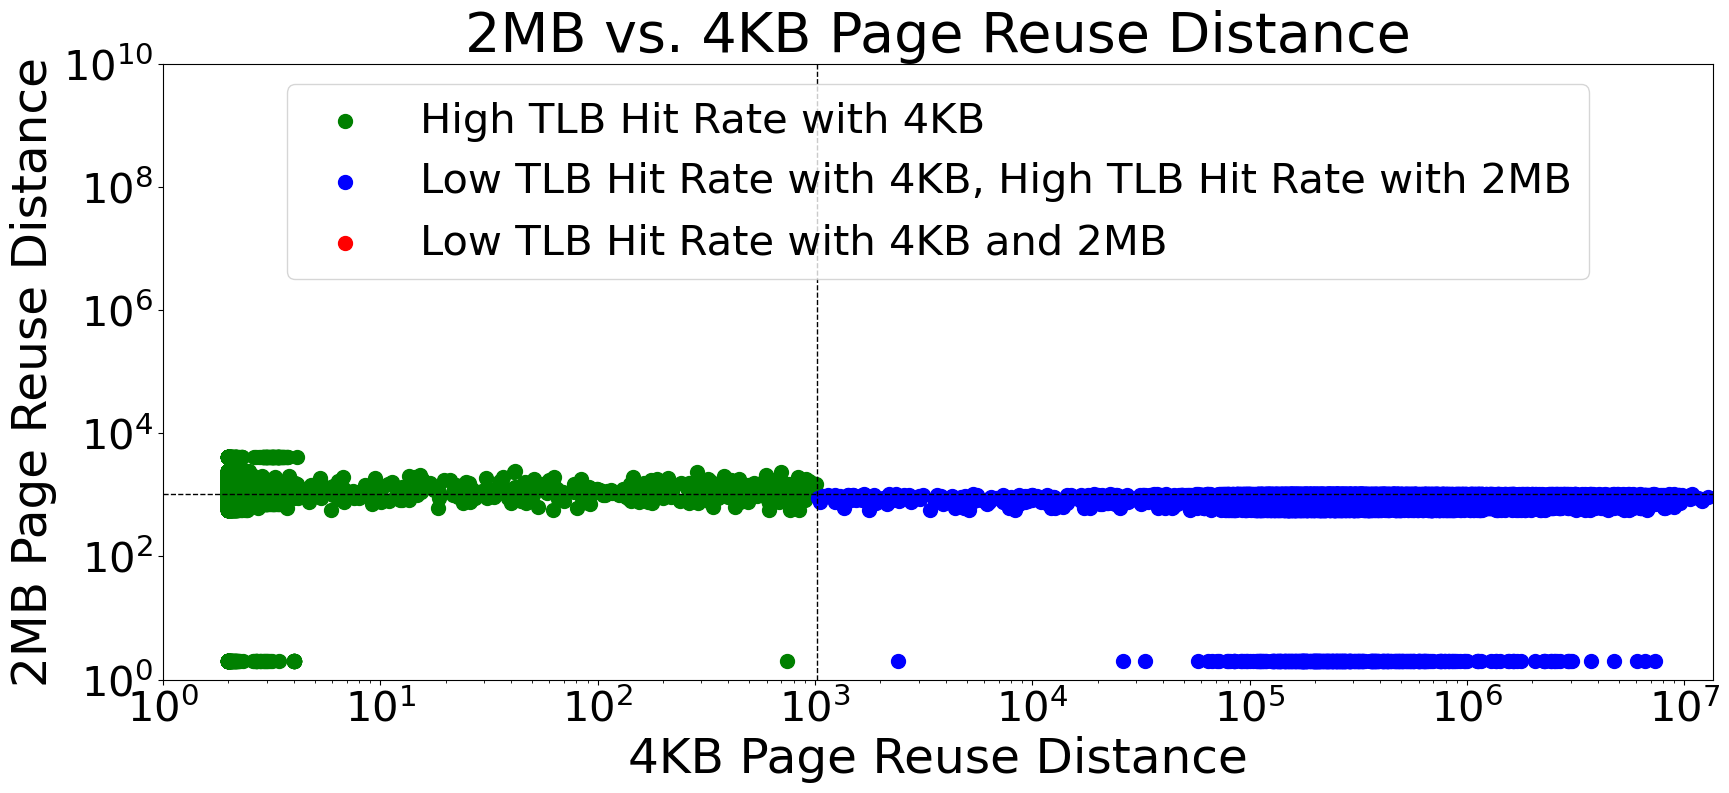 2MB vs. 4KB Page Reuse Distance
2MB Page Reuse Distance
10^10
10^8
10^6
10^4
10^2
10^0
High TLB Hit Rate with 4KB
Low TLB Hit Rate with 4KB, High TLB Hit Rate with 2MB
Low TLB Hit Rate with 4KB and 2MB
10^0 10^1 10^2 10^3 10^4 10^5 10^6 10^7
4KB Page Reuse Distance